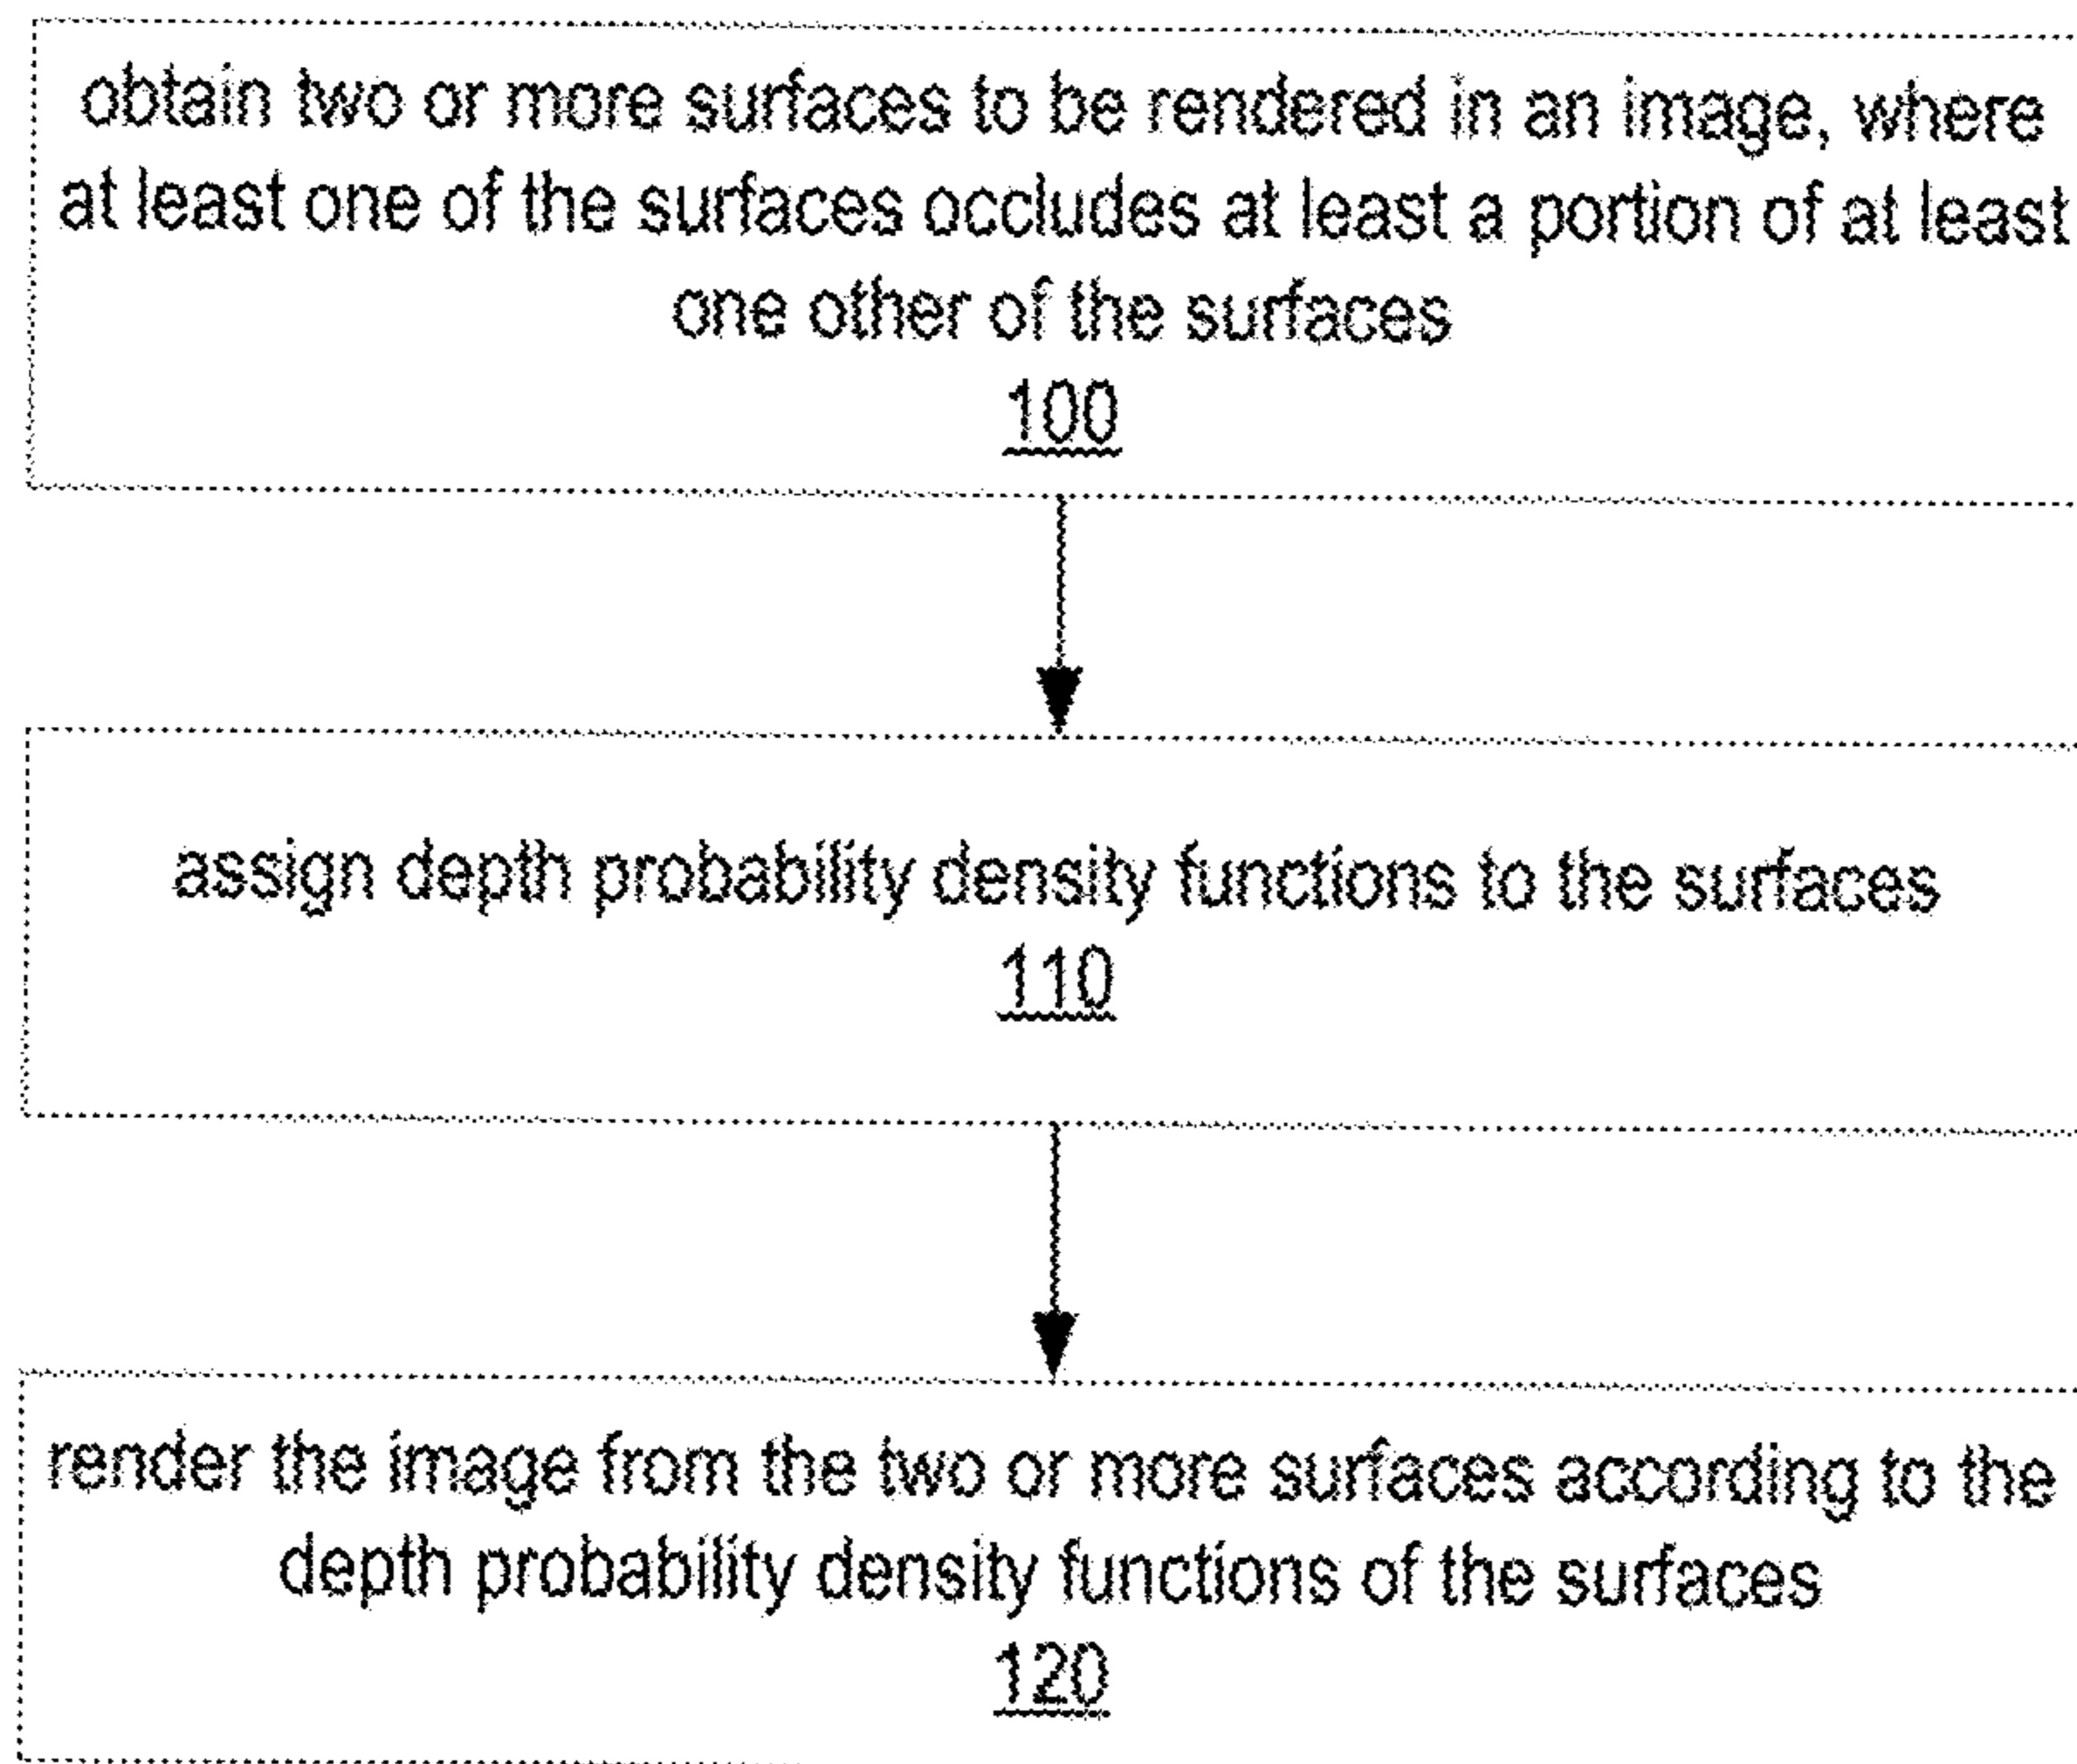 obtain two or more surfaces to be rendered in an image, where
at least one of the surfaces occludes at least a portion of at least
one other of the surfaces
100
assign depth probability density functions to the surfaces
110
render the image from the two or more surfaces according to the
depth probability density functions of the surfaces
120